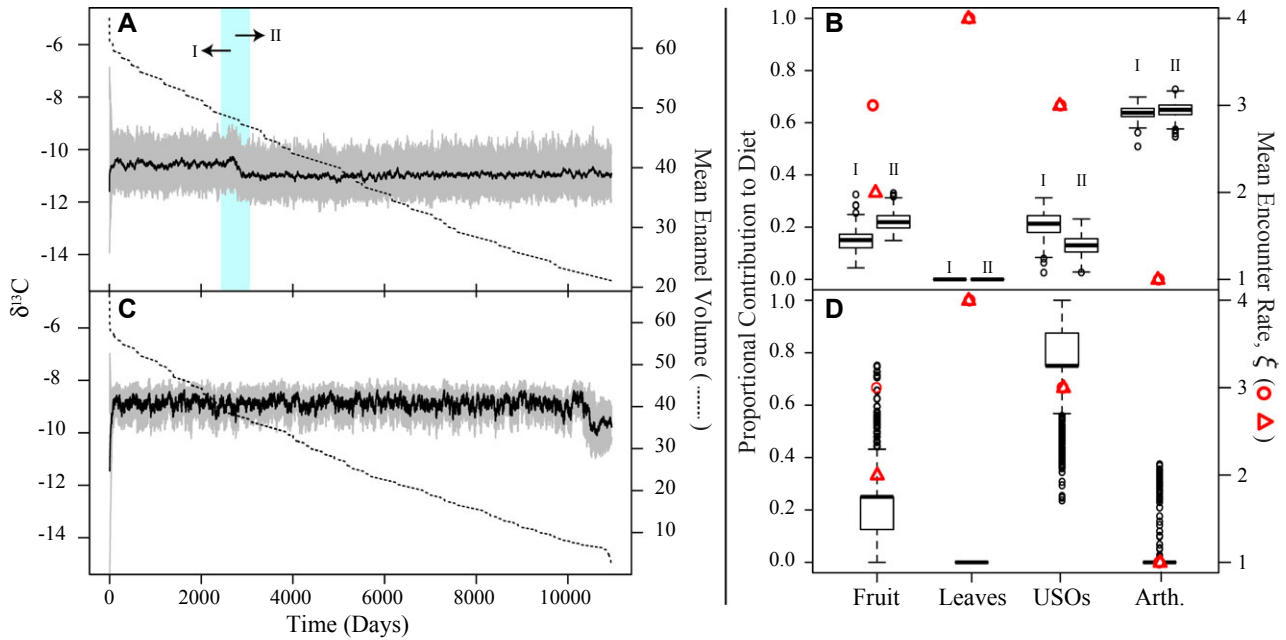 A
I
II
-6
-8
-10
-12
-14
60
50
40
30
20
C
-6
-8
-10
-12
-14
60
50
40
30
20
10
δ¹³C
Mean Enamel Volume (······)
0
2000
4000
6000
8000
10000
Time (Days)
B
1.0
0.8
0.6
0.4
0.2
0.0
I
II
I
II
I
II
I
II
4
3
2
1
D
1.0
0.8
0.6
0.4
0.2
0.0
4
3
2
1
Proportional Contribution to Diet
Mean Encounter Rate, ξ (○ △)
Fruit
Leaves
USOs
Arth.